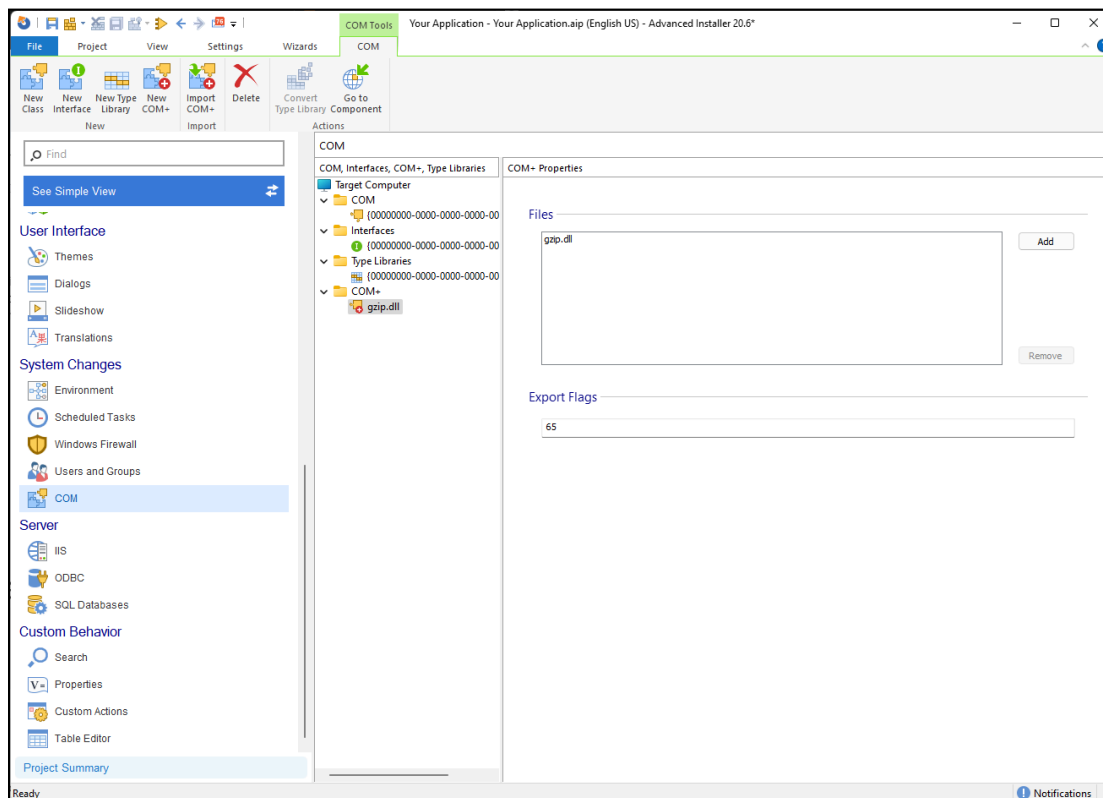 COM Tools
Your Application - Your Application.aip (English US) - Advanced Installer 20.6*
File Project View Settings Wizards COM
New Class
New Interface
New Type Library
New COM+
Import COM+
Delete
Convert Type Library
Go to Component
New Import Actions
Find
See Simple View
User Interface
Themes
Dialogs
Slideshow
Translations
System Changes
Environment
Scheduled Tasks
Windows Firewall
Users and Groups
COM
Server
IIS
ODBC
SQL Databases
Custom Behavior
Search
Properties
Custom Actions
Table Editor
Project Summary
COM
COM, Interfaces, COM+, Type Libraries
Target Computer
COM
{00000000-0000-0000-0000-00
Interfaces
{00000000-0000-0000-0000-00
Type Libraries
{00000000-0000-0000-0000-00
COM+
gzip.dll
COM+ Properties
Files
gzip.dll
Add
Remove
Export Flags
65
Ready
Notifications